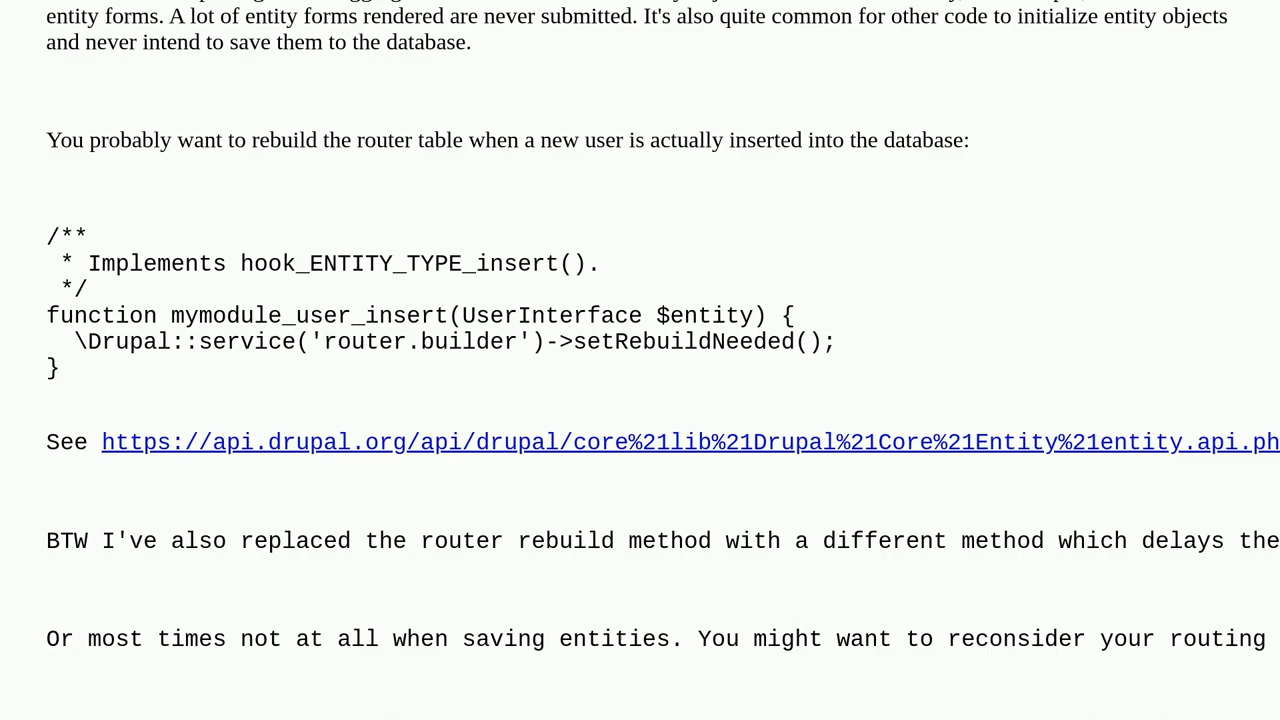 entity forms. A lot of entity forms rendered are never submitted. It's also quite common for other code to initialize entity objects
and never intend to save them to the database.
You probably want to rebuild the router table when a new user is actually inserted into the database:
/**
 * Implements hook_ENTITY_TYPE_insert().
 */
function mymodule_user_insert(UserInterface $entity) {
  \Drupal::service('router.builder')->setRebuildNeeded();
}
See https://api.drupal.org/api/drupal/core%21lib%21Drupal%21Core%21Entity%21entity.api.ph
BTW I've also replaced the router rebuild method with a different method which delays the
Or most times not at all when saving entities. You might want to reconsider your routing